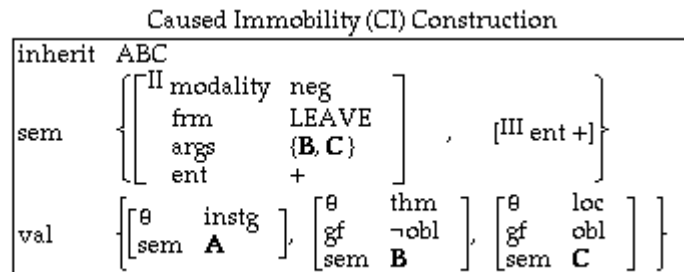 Caused Immobility (CI) Construction
inherit ABC
II modality neg
frm LEAVE
sem args {B, C} , [III ent +]
ent +
θ instg θ thm θ loc
val { [ ], [ gf ¬obl ], [ gf obl ] }
sem A sem B sem C